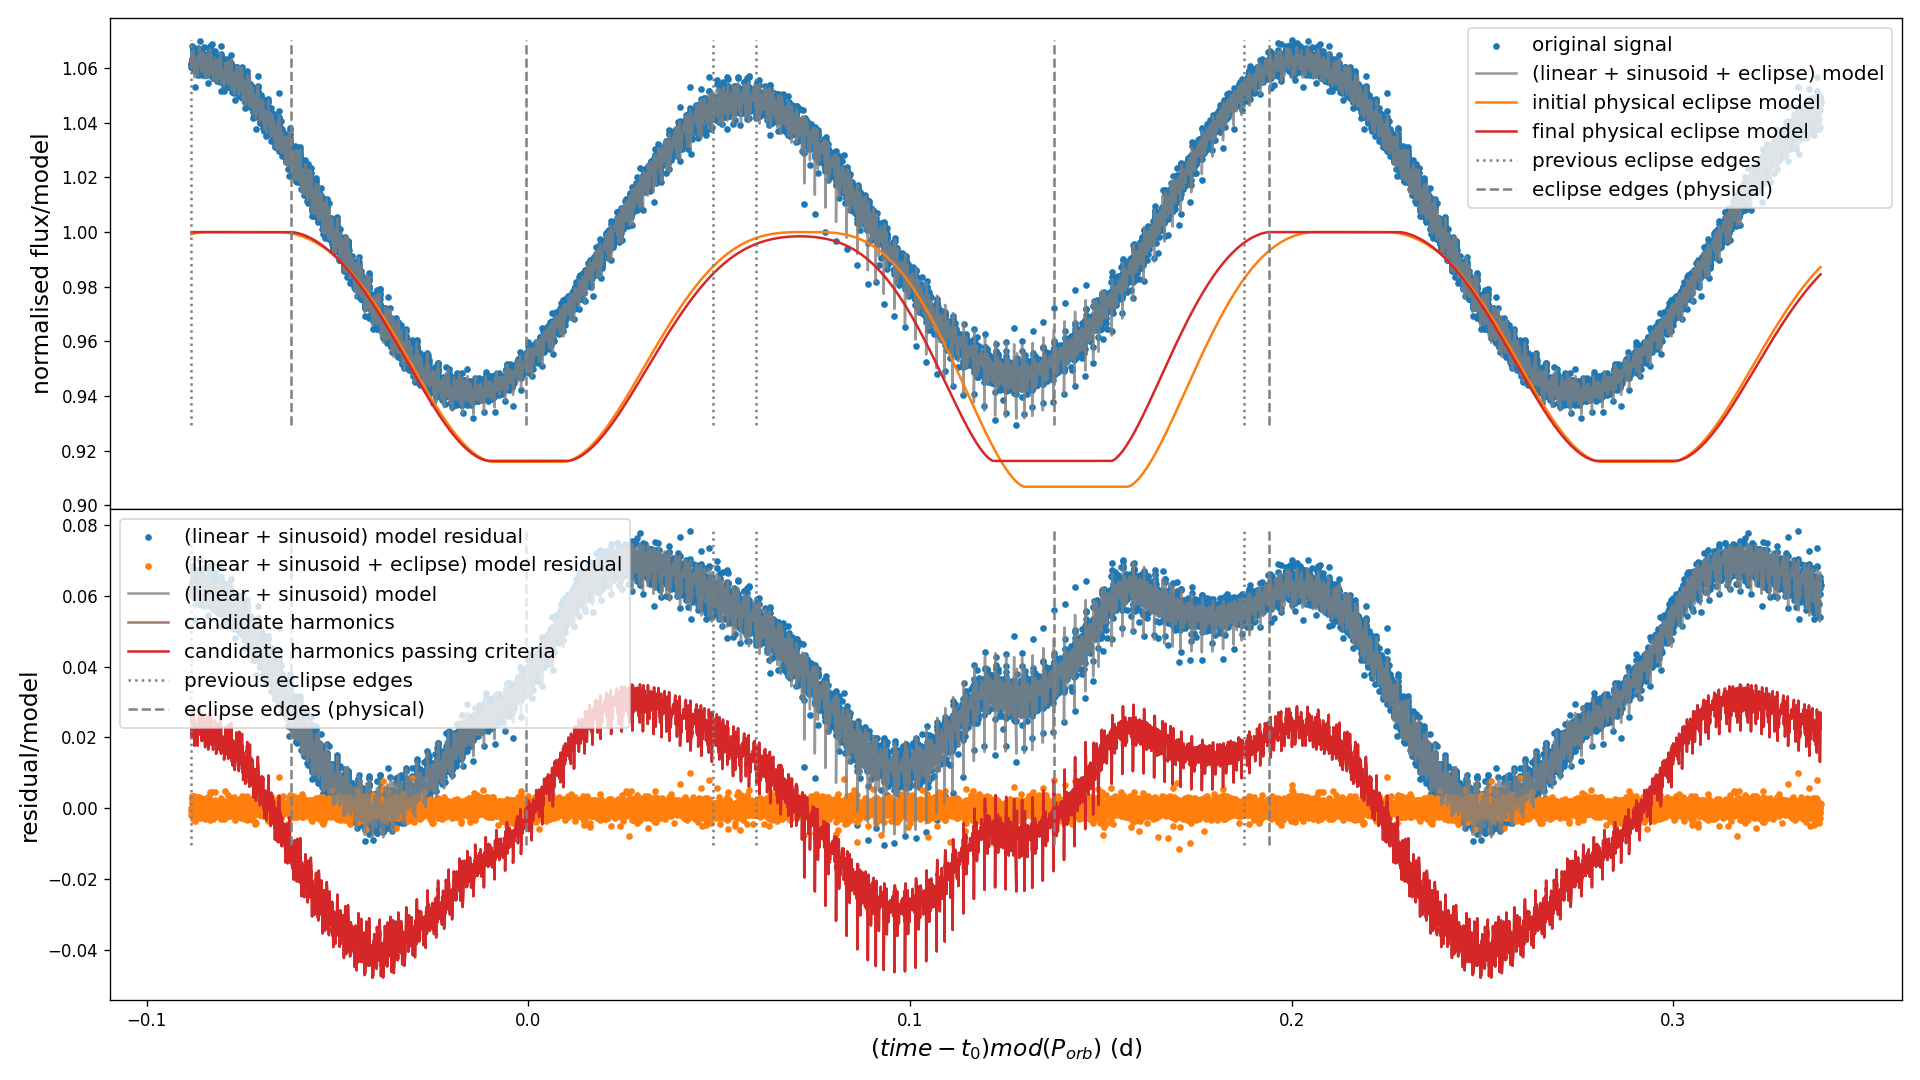 normalised flux/model
1.06
1.04
1.02
1.00
0.98
0.96
0.94
0.92
0.90
original signal
(linear + sinusoid + eclipse) model
initial physical eclipse model
final physical eclipse model
previous eclipse edges
eclipse edges (physical)
residual/model
0.08
0.06
0.04
0.02
0.00
−0.02
−0.04
(linear + sinusoid) model residual
(linear + sinusoid + eclipse) model residual
(linear + sinusoid) model
candidate harmonics
candidate harmonics passing criteria
previous eclipse edges
eclipse edges (physical)
−0.1 0.0 0.1 0.2 0.3
(time − t₀)mod(P_orb) (d)